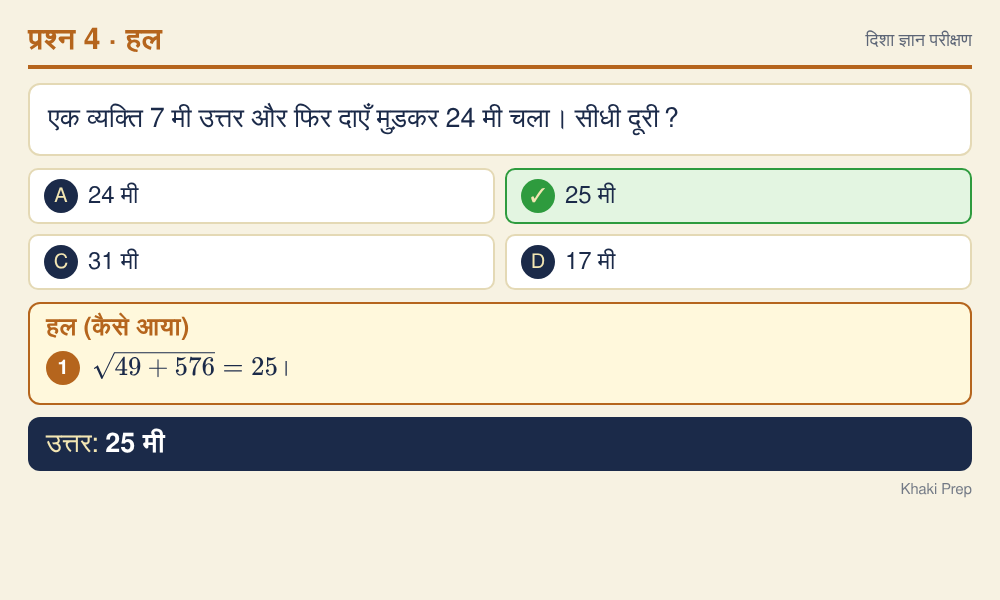 प्रश्न 4 · हल
दिशा ज्ञान परीक्षण
एक व्यक्ति 7 मी उत्तर और फिर दाएँ मुड़कर 24 मी चला। सीधी दूरी?
A 24 मी
✓ 25 मी
C 31 मी
D 17 मी
हल (कैसे आया)
1 √49 + 576 = 25।
उत्तर: 25 मी
Khaki Prep